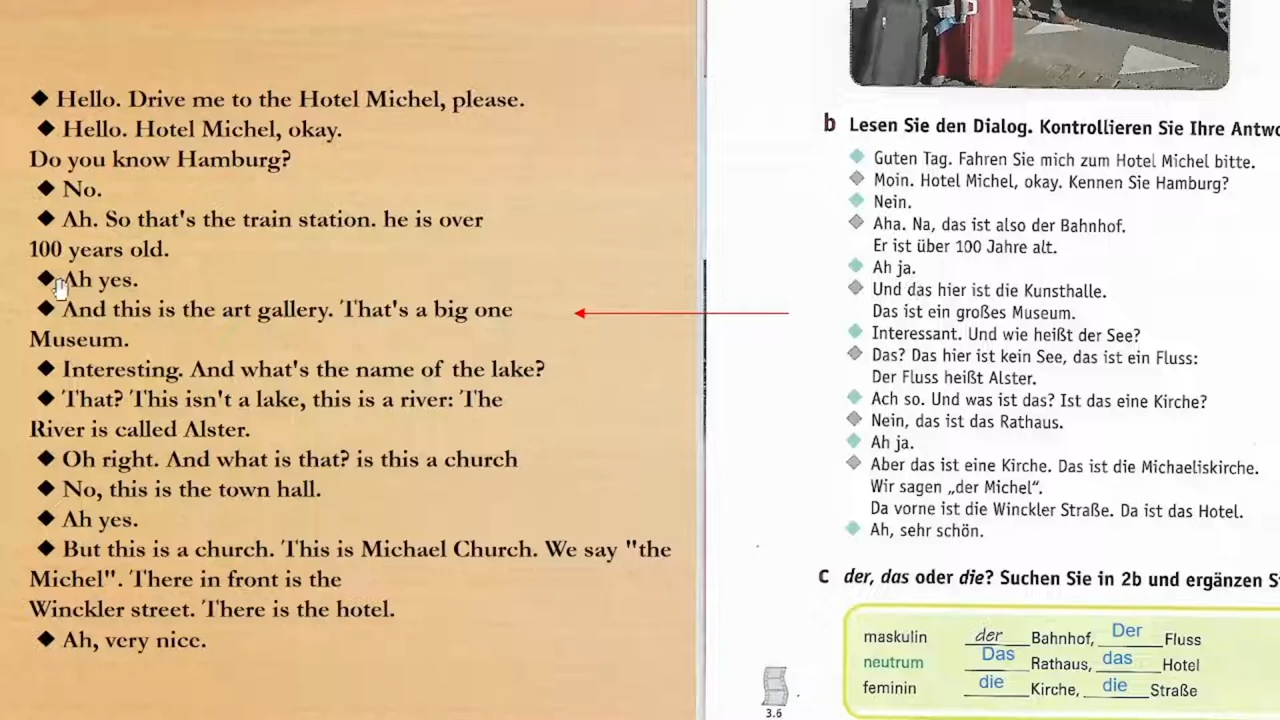 ◆ Hello. Drive me to the Hotel Michel, please.
◆ Hello. Hotel Michel, okay.
Do you know Hamburg?
◆ No.
◆ Ah. So that's the train station. he is over
100 years old.
◆ Ah yes.
◆ And this is the art gallery. That's a big one
Museum.
◆ Interesting. And what's the name of the lake?
◆ That? This isn't a lake, this is a river: The
River is called Alster.
◆ Oh right. And what is that? is this a church
◆ No, this is the town hall.
◆ Ah yes.
◆ But this is a church. This is Michael Church. We say "the
Michel". There in front is the
Winckler street. There is the hotel.
◆ Ah, very nice.
b Lesen Sie den Dialog. Kontrollieren Sie Ihre Antwo
◆ Guten Tag. Fahren Sie mich zum Hotel Michel bitte.
◆ Moin. Hotel Michel, okay. Kennen Sie Hamburg?
◆ Nein.
◆ Aha. Na, das ist also der Bahnhof.
Er ist über 100 Jahre alt.
◆ Ah ja.
◆ Und das hier ist die Kunsthalle.
Das ist ein großes Museum.
◆ Interessant. Und wie heißt der See?
◆ Das? Das hier ist kein See, das ist ein Fluss:
Der Fluss heißt Alster.
◆ Ach so. Und was ist das? Ist das eine Kirche?
◆ Nein, das ist das Rathaus.
◆ Ah ja.
◆ Aber das ist eine Kirche. Das ist die Michaeliskirche.
Wir sagen „der Michel“.
Da vorne ist die Winckler Straße. Da ist das Hotel.
◆ Ah, sehr schön.
c der, das oder die? Suchen Sie in 2b und ergänzen S
maskulin der Bahnhof, Der Fluss
neutrum Das Rathaus, das Hotel
feminin die Kirche, die Straße
3.6